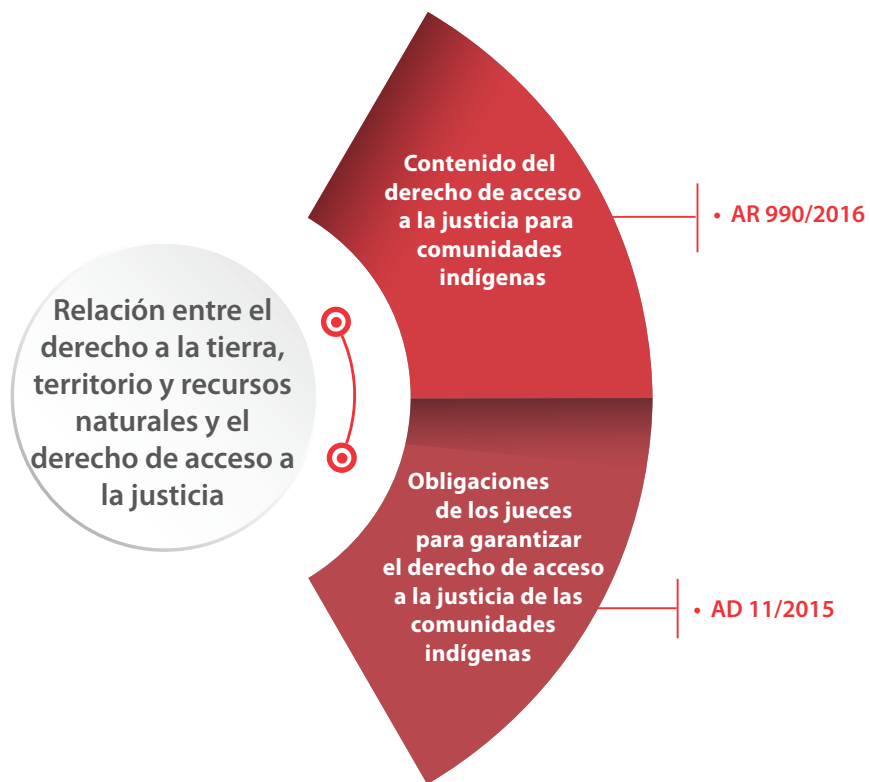 Relación entre el
derecho a la tierra,
territorio y recursos
naturales y el
derecho de acceso a
la justicia
Contenido del
derecho de acceso
a la justicia para
comunidades
indígenas
• AR 990/2016
Obligaciones
de los jueces
para garantizar
el derecho de acceso
a la justicia de las
comunidades
indígenas
• AD 11/2015